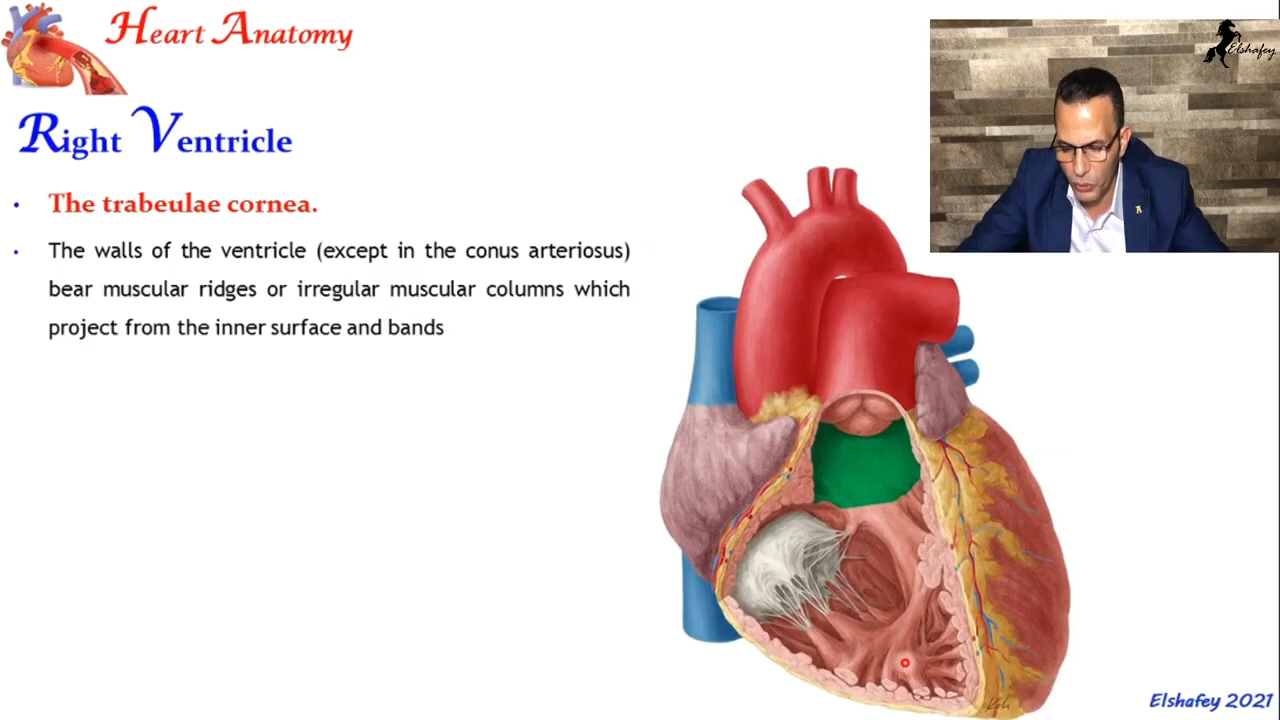 Heart Anatomy
Elshafey
Right Ventricle
• The trabeulae cornea.
• The walls of the ventricle (except in the conus arteriosus)
bear muscular ridges or irregular muscular columns which
project from the inner surface and bands
Elshafey 2021